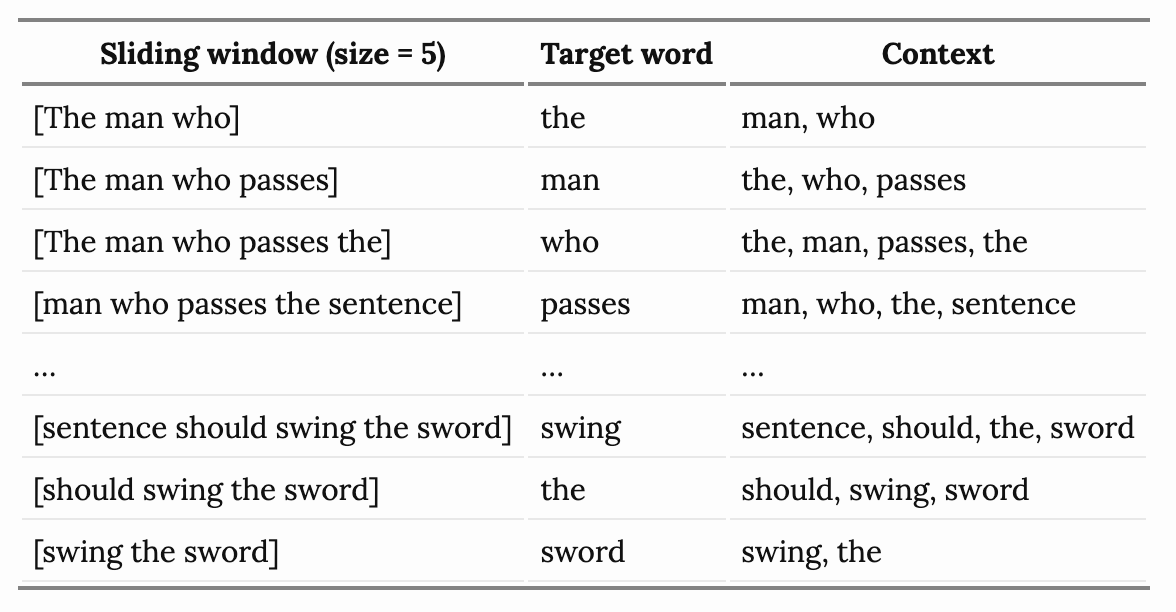 Sliding window (size = 5) Target word Context
[The man who] the man, who
[The man who passes] man the, who, passes
[The man who passes the] who the, man, passes, the
[man who passes the sentence] passes man, who, the, sentence
... ... ...
[sentence should swing the sword] swing sentence, should, the, sword
[should swing the sword] the should, swing, sword
[swing the sword] sword swing, the